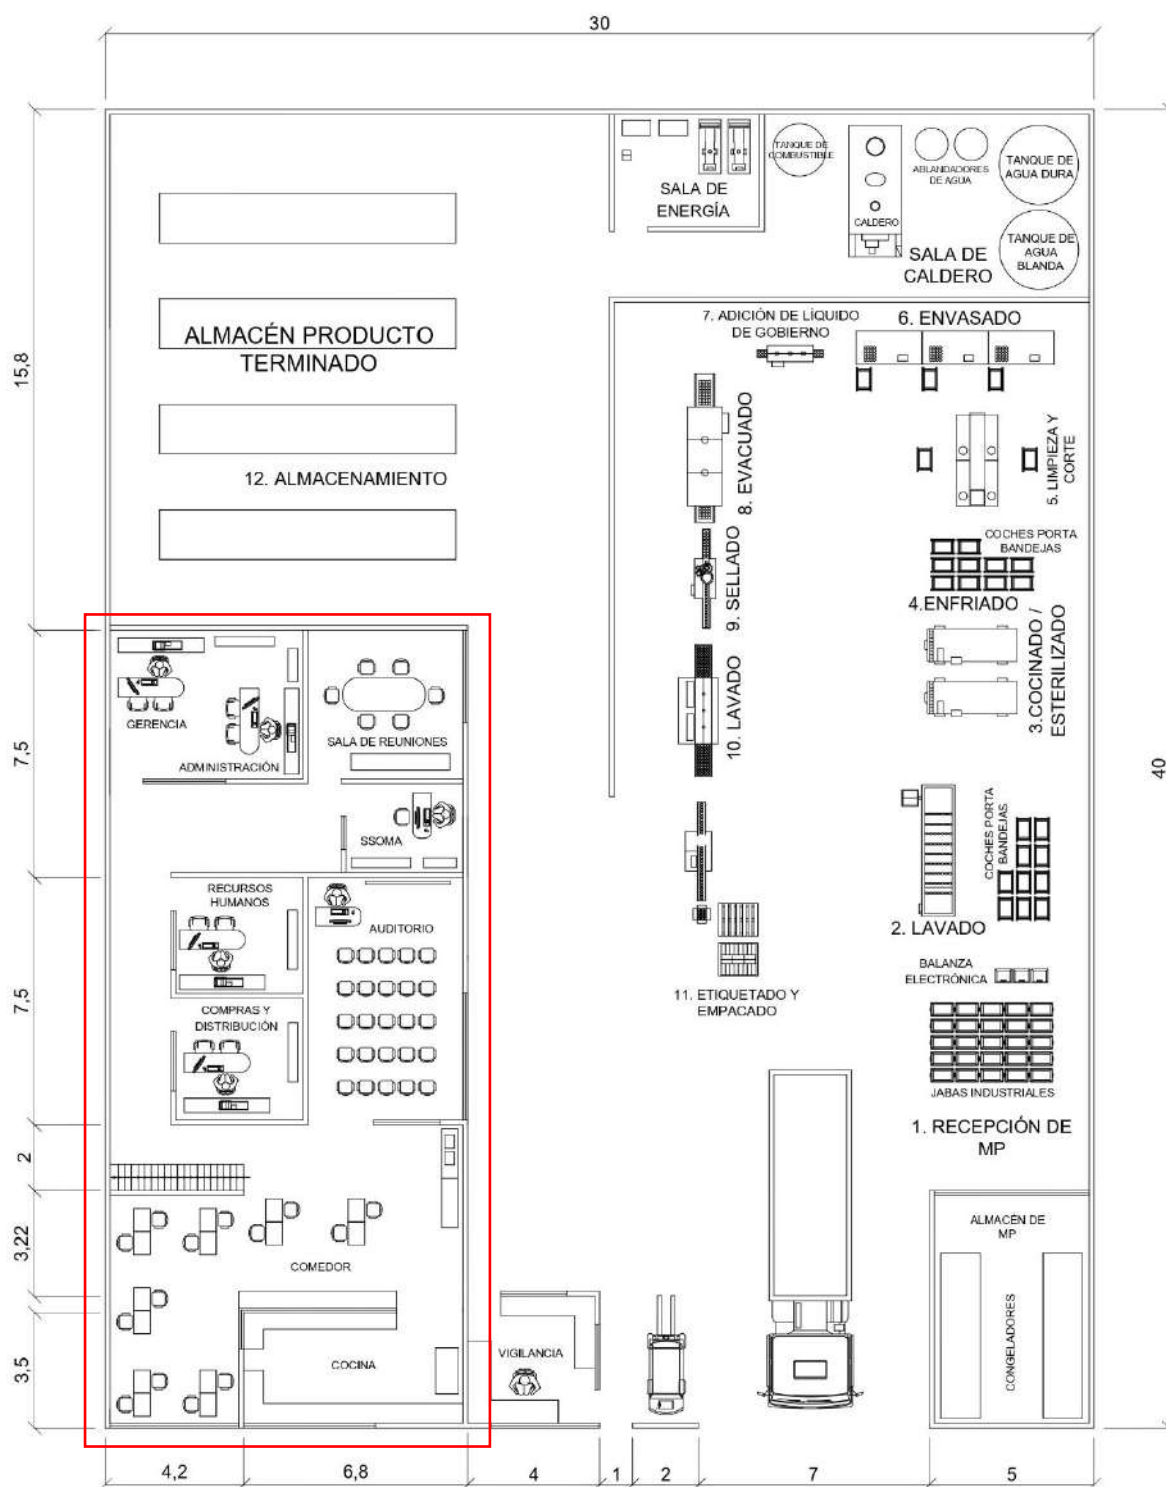 30
TANQUE DE
COMBUSTIBLE
ABLANDADORES
DE AGUA
TANQUE DE
AGUA DURA
SALA DE
ENERGÍA
CALDERO
TANQUE DE
AGUA
BLANDA
SALA DE
CALDERO
7. ADICIÓN DE LÍQUIDO
DE GOBIERNO
6. ENVASADO
ALMACÉN PRODUCTO
TERMINADO
15,8
12. ALMACENAMIENTO
8. EVACUADO
5. LIMPIEZA Y
CORTE
COCHES PORTA
BANDEJAS
9. SELLADO
4.ENFRIADO
3.COCINADO /
ESTERILIZADO
10. LAVADO
GERENCIA
SALA DE REUNIONES
ADMINISTRACIÓN
7,5
40
SSOMA
COCHES PORTA
BANDEJAS
RECURSOS
HUMANOS
AUDITORIO
2. LAVADO
BALANZA
ELECTRÓNICA
11. ETIQUETADO Y
EMPACADO
7,5
COMPRAS Y
DISTRIBUCIÓN
JABAS INDUSTRIALES
1. RECEPCIÓN DE
MP
2
3,22
COMEDOR
ALMACÉN DE
MP
CONGELADORES
3,5
COCINA
VIGILANCIA
4,2
6,8
4
1
2
7
5